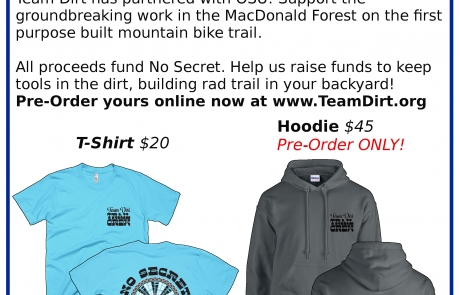 Team Dirt has partnered with OSU! Support the
groundbreaking work in the MacDonald Forest on the first
purpose built mountain bike trail.
All proceeds fund No Secret. Help us raise funds to keep
tools in the dirt, building rad trail in your backyard!
Pre-Order yours online now at www.TeamDirt.org
T-Shirt $20
Hoodie $45
Pre-Order ONLY!
Team Dirt
TRAIL
CREW
Team Dirt
TRAIL
CREW
NO SECRET